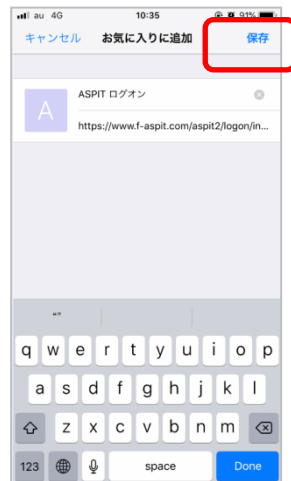 au 4G 10:35 91%
キャンセル お気に入りに追加 保存
A
ASPIT ログオン
https://www.f-aspit.com/aspit2/logon/in...
“”
q w e r t y u i o p
a s d f g h j k l
z x c v b n m
123 space Done